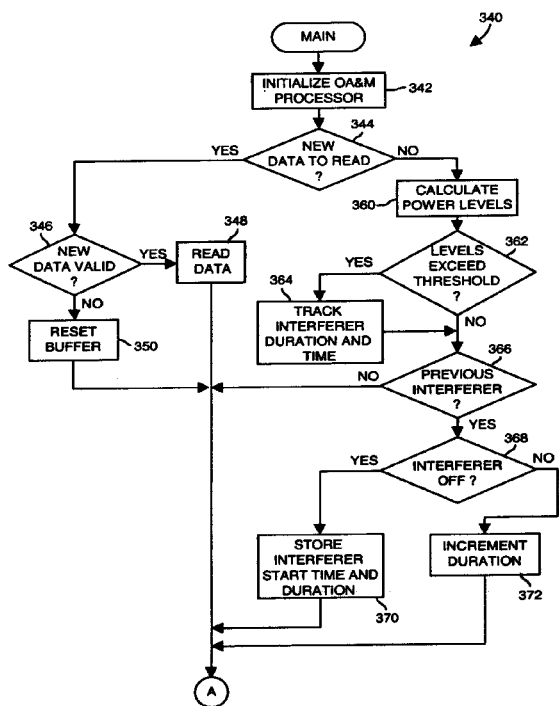 340
MAIN
INITIALIZE OA&M
PROCESSOR
342
344
YES
NEW
DATA TO READ
?
NO
360
CALCULATE
POWER LEVELS
346
NEW
DATA VALID
?
YES
348
READ
DATA
362
LEVELS
EXCEED
THRESHOLD
?
YES
NO
364
TRACK
INTERFERER
DURATION AND
TIME
NO
RESET
BUFFER
350
366
PREVIOUS
INTERFERER
?
NO
YES
368
INTERFERER
OFF ?
YES
NO
STORE
INTERFERER
START TIME AND
DURATION
370
INCREMENT
DURATION
372
A